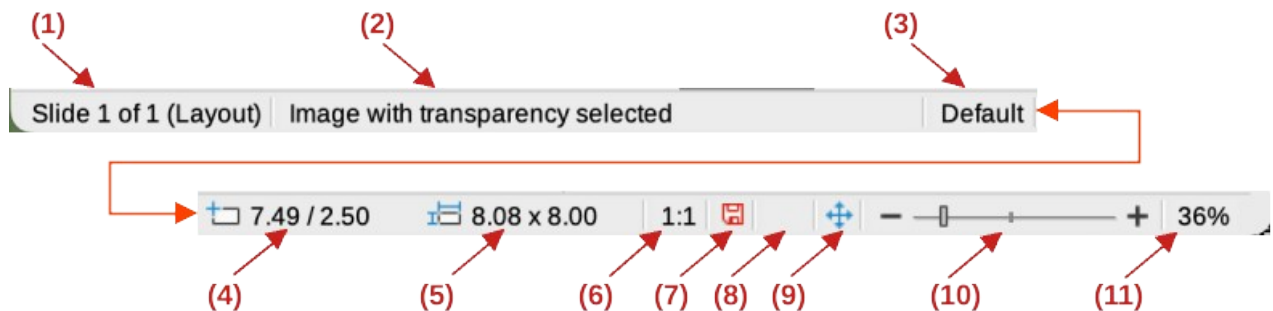 (1) (2) (3)
Slide 1 of 1 (Layout) Image with transparency selected Default
7.49 / 2.50 8.08 x 8.00 1:1 36%
(4) (5) (6) (7) (8) (9) (10) (11)